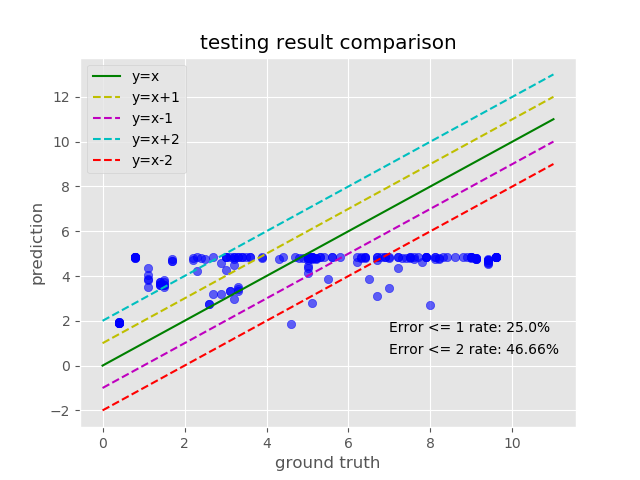 testing result comparison
y=x
y=x+1
y=x-1
y=x+2
y=x-2
12
10
8
6
4
2
0
−2
prediction
Error <= 1 rate: 25.0%
Error <= 2 rate: 46.66%
0 2 4 6 8 10
ground truth